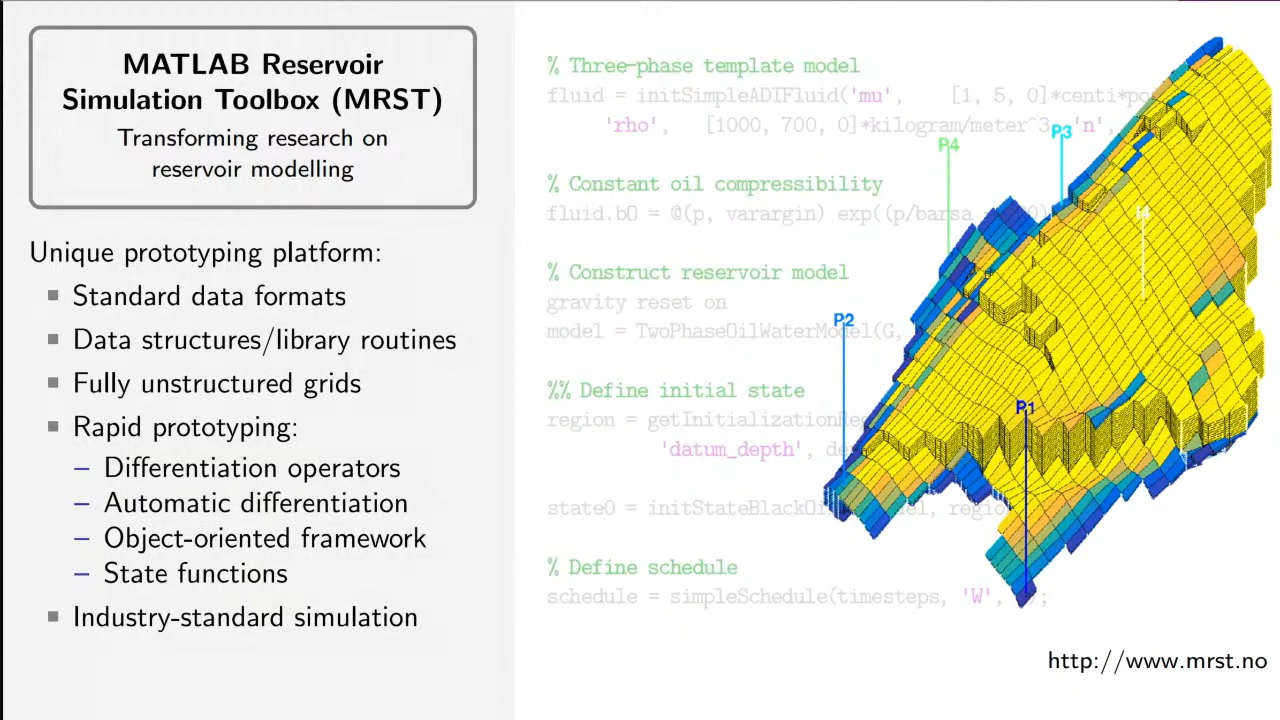 MATLAB Reservoir
Simulation Toolbox (MRST)
Transforming research on
reservoir modelling
Unique prototyping platform:
Standard data formats
Data structures/library routines
Fully unstructured grids
Rapid prototyping:
– Differentiation operators
– Automatic differentiation
– Object-oriented framework
– State functions
Industry-standard simulation
% Three-phase template model
fluid = initSimpleADIFluid('mu', [1, 5, 0]*centi*
'rho', [1000, 700, 0]*kilogram/meter^3, 'n',
% Constant oil compressibility
fluid.bO = @(p, varargin) exp((p/barsa
% Construct reservoir model
gravity reset on
model = TwoPhaseOilWaterModel(G,
%% Define initial state
region =
'datum_depth',
state0 =
% Define schedule
schedule = simpleSchedule(timesteps, 'W',
P4
P3
I4
P2
P1
http://www.mrst.no